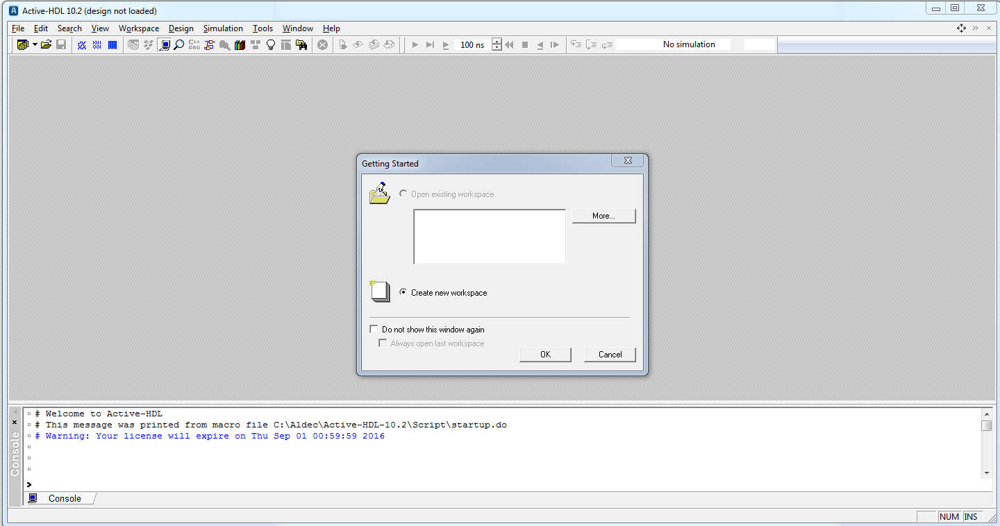 Active-HDL 10.2 (design not loaded)
File Edit Search View Workspace Design Simulation Tools Window Help
C++ DBG
100 ns
No simulation
Getting Started
Open existing workspace
More...
Create new workspace
Do not show this window again
Always open last workspace
OK Cancel
# Welcome to Active-HDL
# This message was printed from macro file C:\Aldec\Active-HDL-10.2\Script\startup.do
# Warning: Your license will expire on Thu Sep 01 00:59:59 2016
Console
>
Console
NUM INS